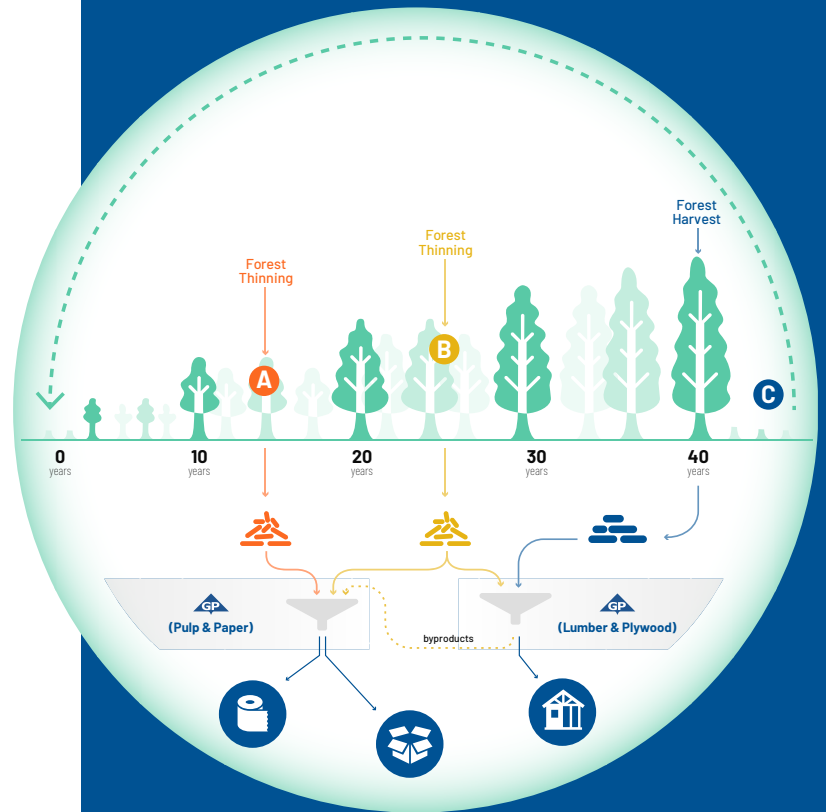 Forest
Harvest
Forest
Thinning
Forest
Thinning
A
B
C
0
years
10
years
20
years
30
years
40
years
GP
(Pulp & Paper)
GP
(Lumber & Plywood)
byproducts